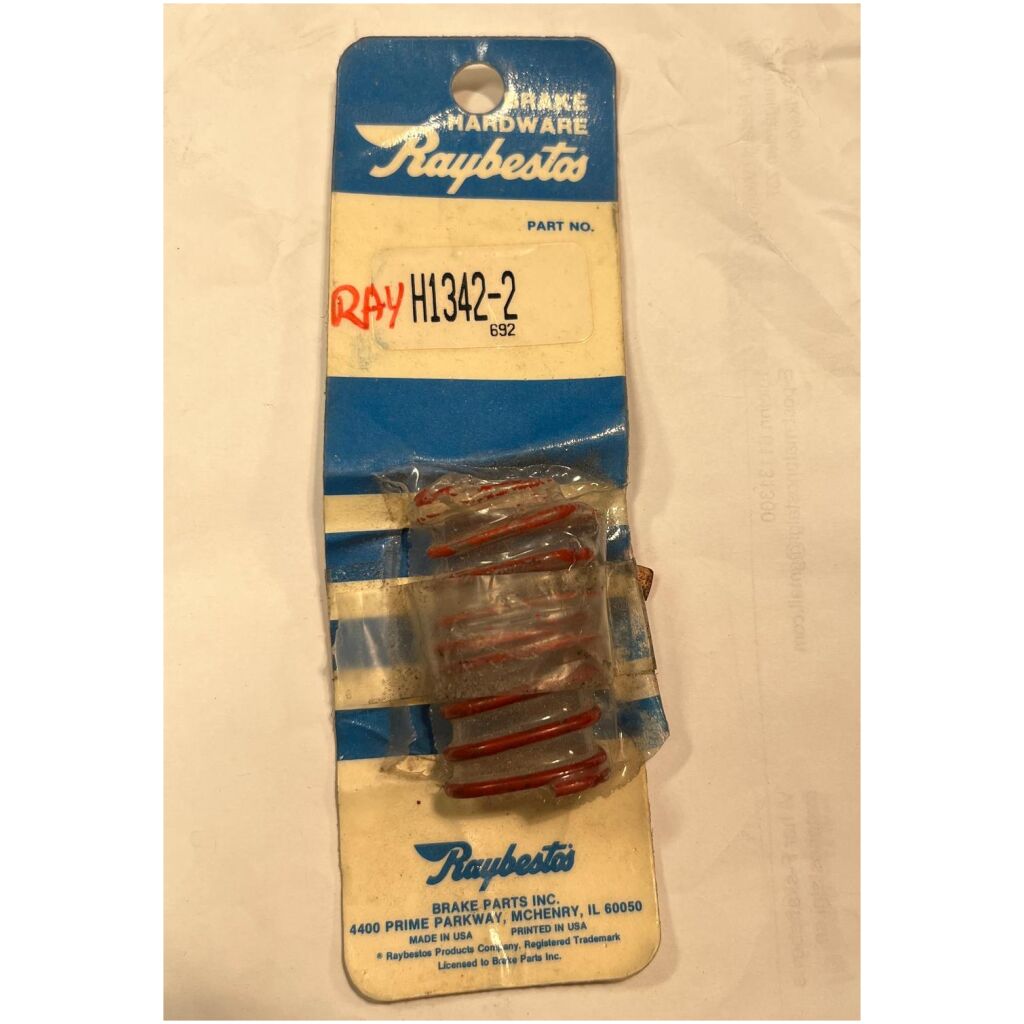 BRAKE
HARDWARE
Raybestos
PART NO.
RAY H1342-2
692
Raybestos
BRAKE PARTS INC.
4400 PRIME PARKWAY, MCHENRY, IL 60050
MADE IN USA PRINTED IN USA
® Raybestos Products Company, Registered Trademark
Licensed to Brake Parts Inc.